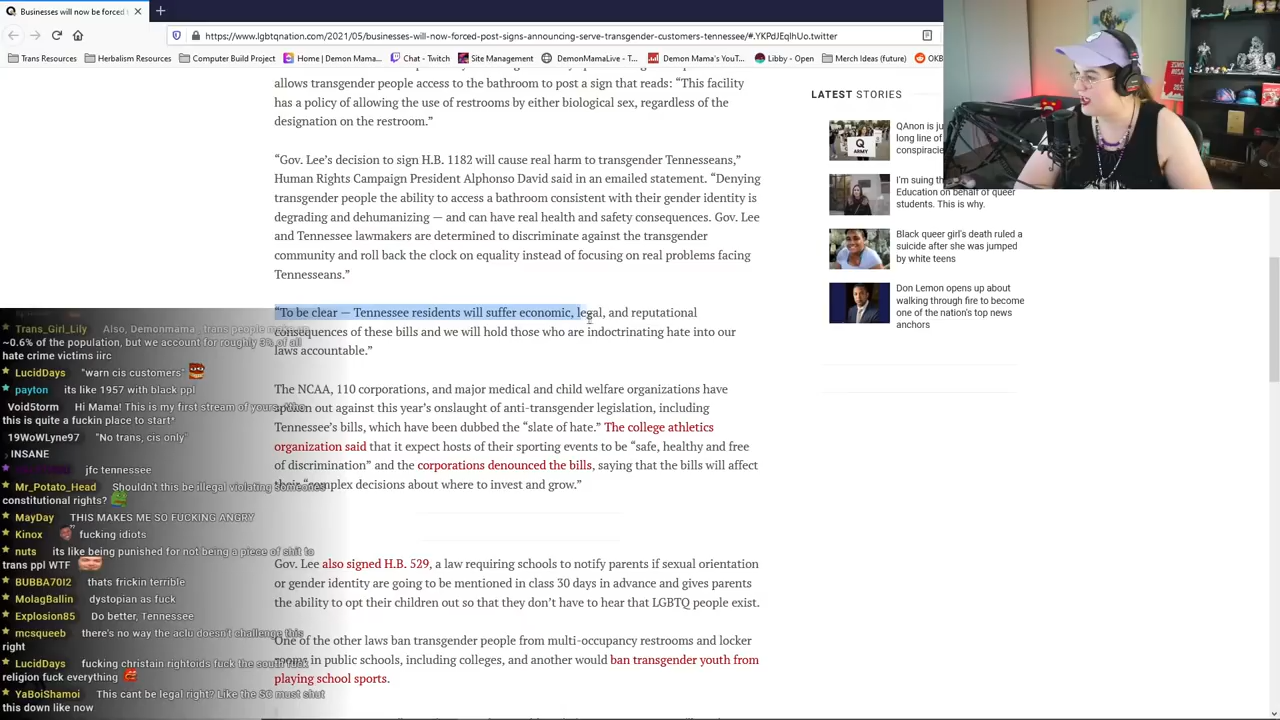 Businesses will now be forced t
https://www.lgbtqnation.com/2021/05/businesses-will-now-forced-post-signs-announcing-serve-transgender-customers-tennessee/#.YKPdJEqlhUo.twitter
Trans Resources
Herbalism Resources
Computer Build Project
Home | Demon Mama...
Chat - Twitch
Site Management
DemonMamaLive - T...
Demon Mama's YouT...
Libby - Open
Merch Ideas (future)
OKB
allows transgender people access to the bathroom to post a sign that reads: “This facility
has a policy of allowing the use of restrooms by either biological sex, regardless of the
designation on the restroom.”
“Gov. Lee’s decision to sign H.B. 1182 will cause real harm to transgender Tennesseans,”
Human Rights Campaign President Alphonso David said in an emailed statement. “Denying
transgender people the ability to access a bathroom consistent with their gender identity is
degrading and dehumanizing — and can have real health and safety consequences. Gov. Lee
and Tennessee lawmakers are determined to discriminate against the transgender
community and roll back the clock on equality instead of focusing on real problems facing
Tennesseans.”
“To be clear — Tennessee residents will suffer economic, legal, and reputational
consequences of these bills and we will hold those who are indoctrinating hate into our
laws accountable.”
The NCAA, 110 corporations, and major medical and child welfare organizations have
spoken out against this year’s onslaught of anti-transgender legislation, including
Tennessee’s bills, which have been dubbed the “slate of hate.” The college athletics
organization said that it expect hosts of their sporting events to be “safe, healthy and free
of discrimination” and the corporations denounced the bills, saying that the bills will affect
their “complex decisions about where to invest and grow.”
Gov. Lee also signed H.B. 529, a law requiring schools to notify parents if sexual orientation
or gender identity are going to be mentioned in class 30 days in advance and gives parents
the ability to opt their children out so that they don’t have to hear that LGBTQ people exist.
One of the other laws ban transgender people from multi-occupancy restrooms and locker
rooms in public schools, including colleges, and another would ban transgender youth from
playing school sports.
LATEST STORIES
QAnon is ju
long line of
conspiracie
I'm suing th
Education on behalf of queer
students. This is why.
Black queer girl's death ruled a
suicide after she was jumped
by white teens
Don Lemon opens up about
walking through fire to become
one of the nation's top news
anchors
Trans_Girl_Lily Also, Demonmama, trans people make up
~0.6% of the population, but we account for roughly 3% of all
hate crime victims iirc
LucidDays "warn cis customers"
payton its like 1957 with black ppl
Void5torm Hi Mama! This is my first stream of yours.
this is quite a fuckin place to start*
19WoWLyne97 "No trans, cis only"
INSANE
jfc tennessee
Mr_Potato_Head Shouldn't this be illegal violating someones
constitutional rights?
MayDay THIS MAKES ME SO FUCKING ANGRY
Kinox fucking idiots
nuts its like being punished for not being a piece of shit to
trans ppl WTF
BUBBA70I2 thats frickin terrible
MolagBallin dystopian as fuck
Explosion85 Do better, Tennessee
mcsqueeb there's no way the aclu doesn't challenge this
right
LucidDays fucking christain rightoids fuck the south fuck
religion fuck everything
YaBoiShamoi This cant be legal right? Like the SC must shut
this down like now